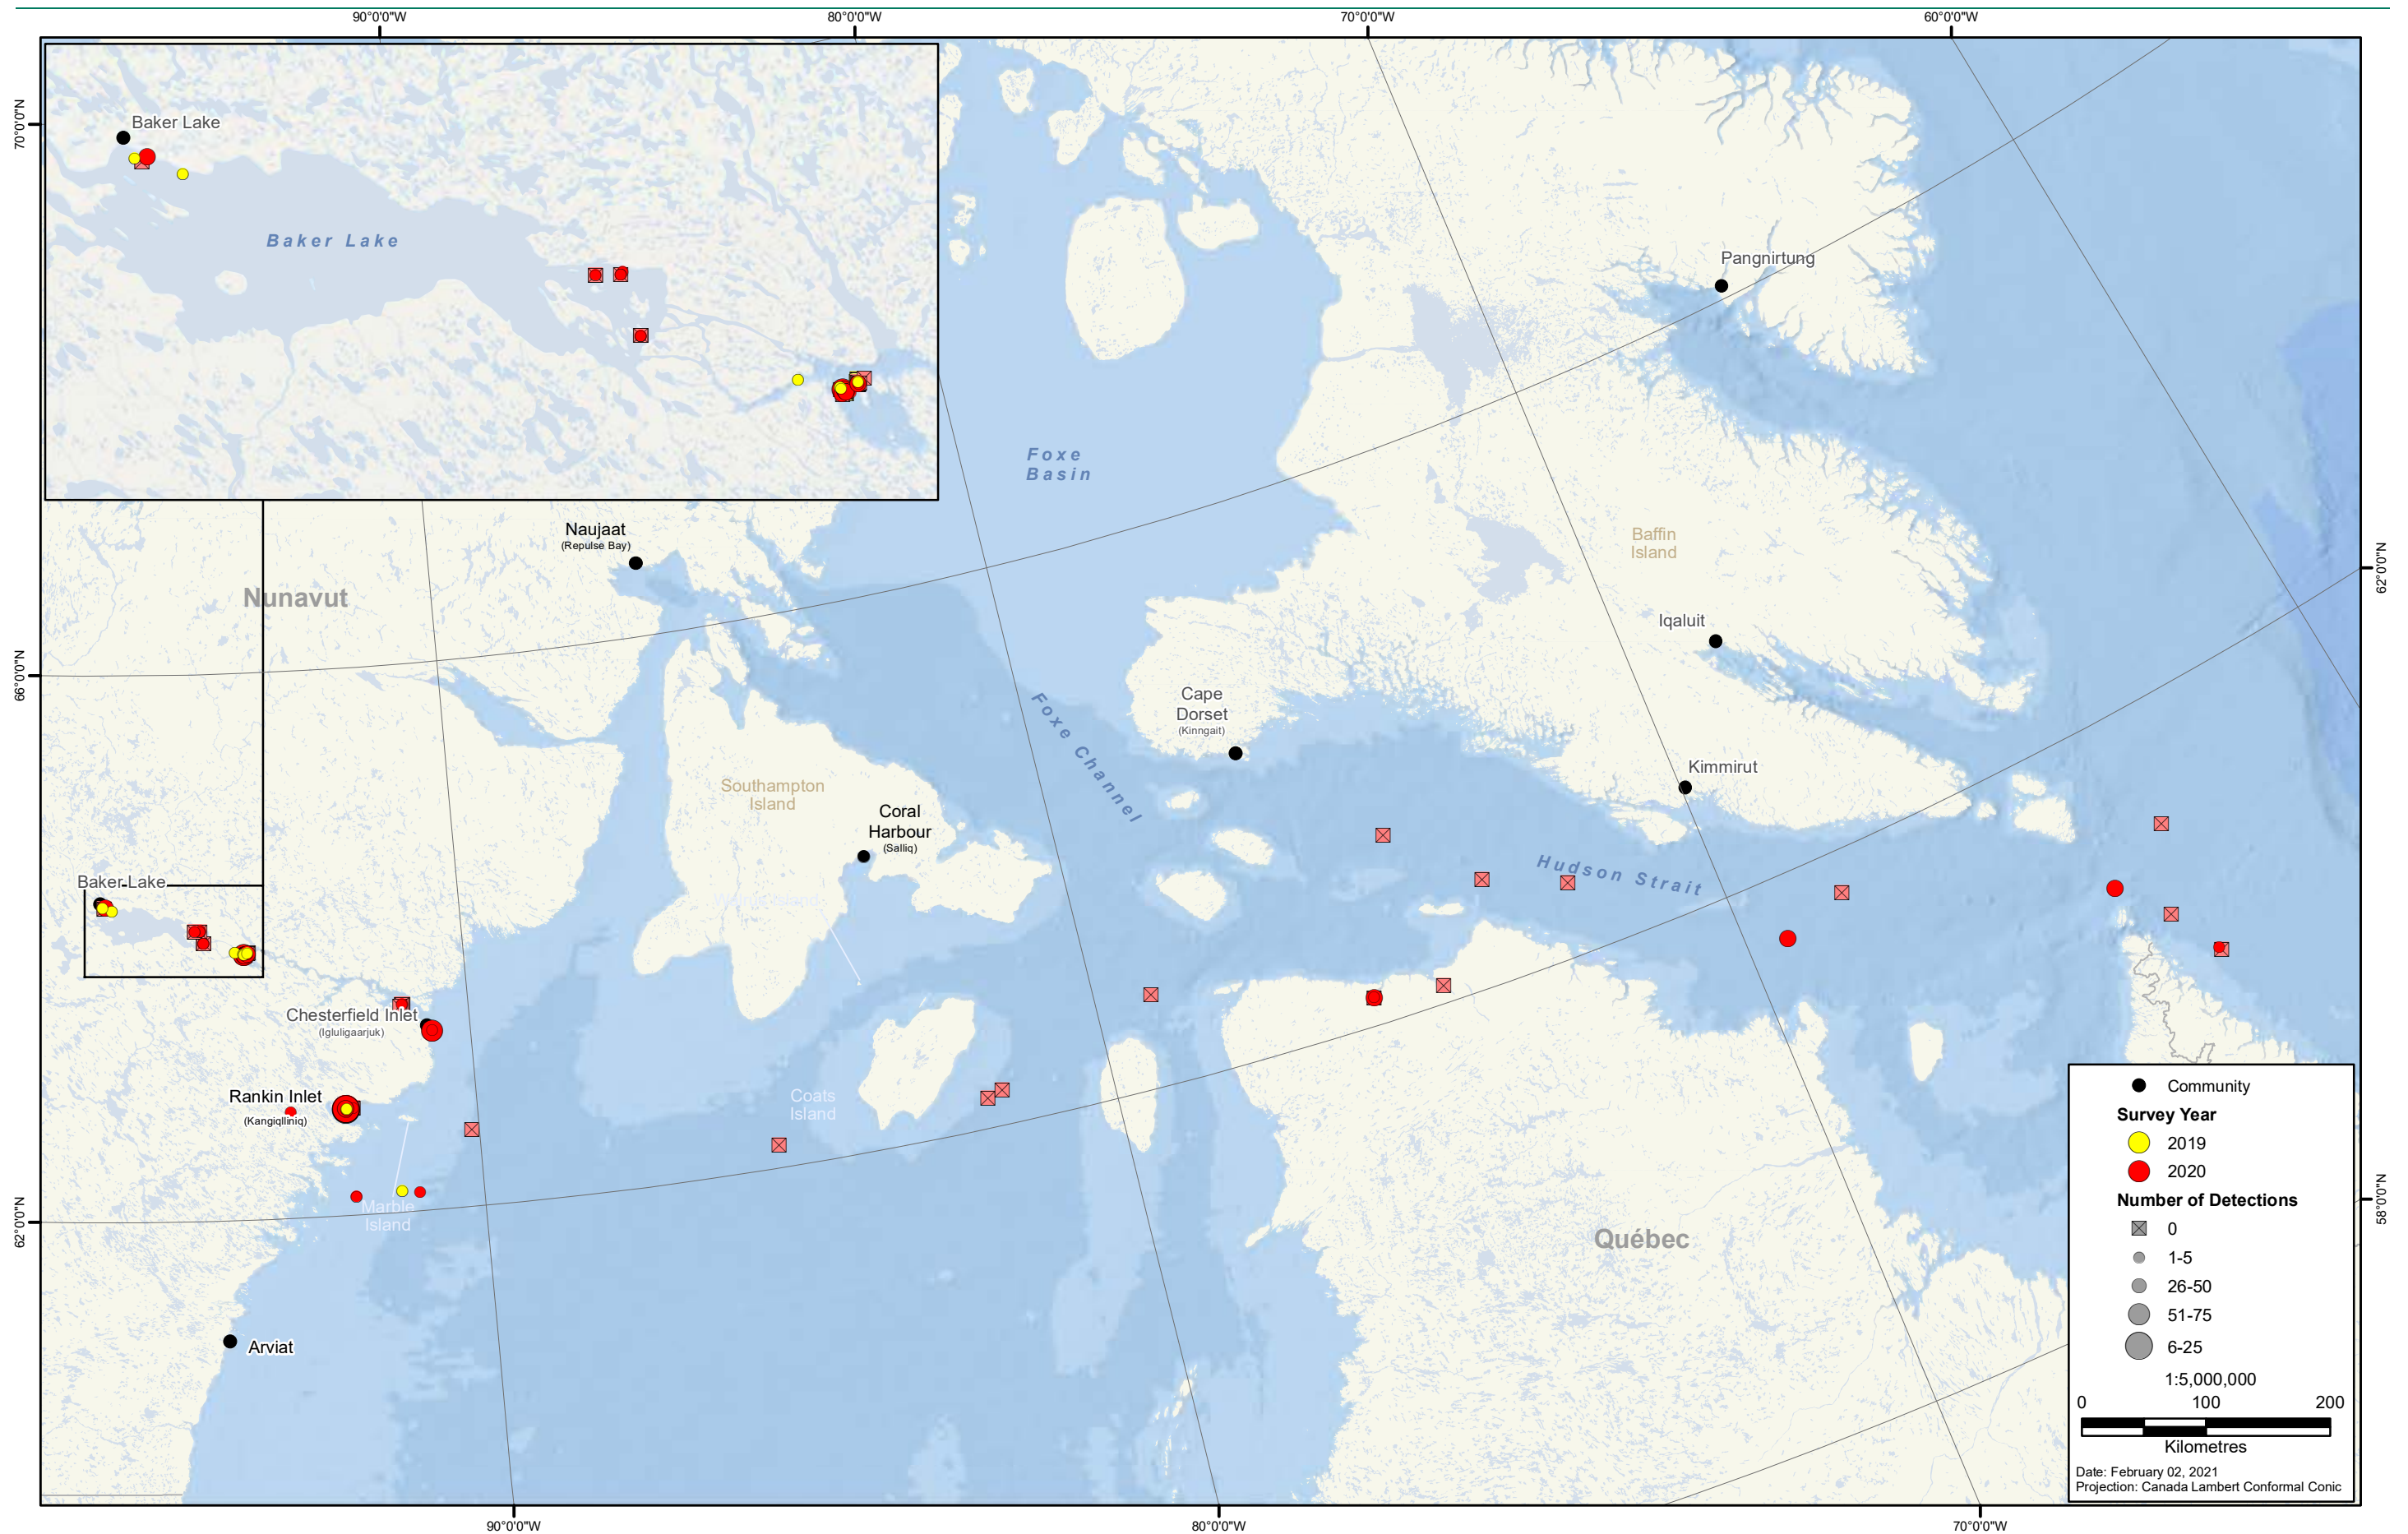 90°0'0"W
80°0'0"W
70°0'0"W
60°0'0"W
70°0'0"N
66°0'0"N
62°0'0"N
62°0'0"N
58°0'0"N
Baker Lake
Baker Lake
Pangnirtung
Foxe
Basin
Naujaat
(Repulse Bay)
Nunavut
Baffin
Island
Iqaluit
Cape
Dorset
(Kinngait)
Foxe Channel
Kimmirut
Southampton
Island
Coral
Harbour
(Salliq)
Hudson Strait
Baker Lake
Walrus Island
Chesterfield Inlet
(Igluligaarjuk)
Rankin Inlet
(Kangiqlliniq)
Coats
Island
Marble
Island
Québec
Arviat
Community
Survey Year
2019
2020
Number of Detections
0
1-5
26-50
51-75
6-25
1:5,000,000
0 100 200
Kilometres
Date: February 02, 2021
Projection: Canada Lambert Conformal Conic
90°0'0"W
80°0'0"W
70°0'0"W